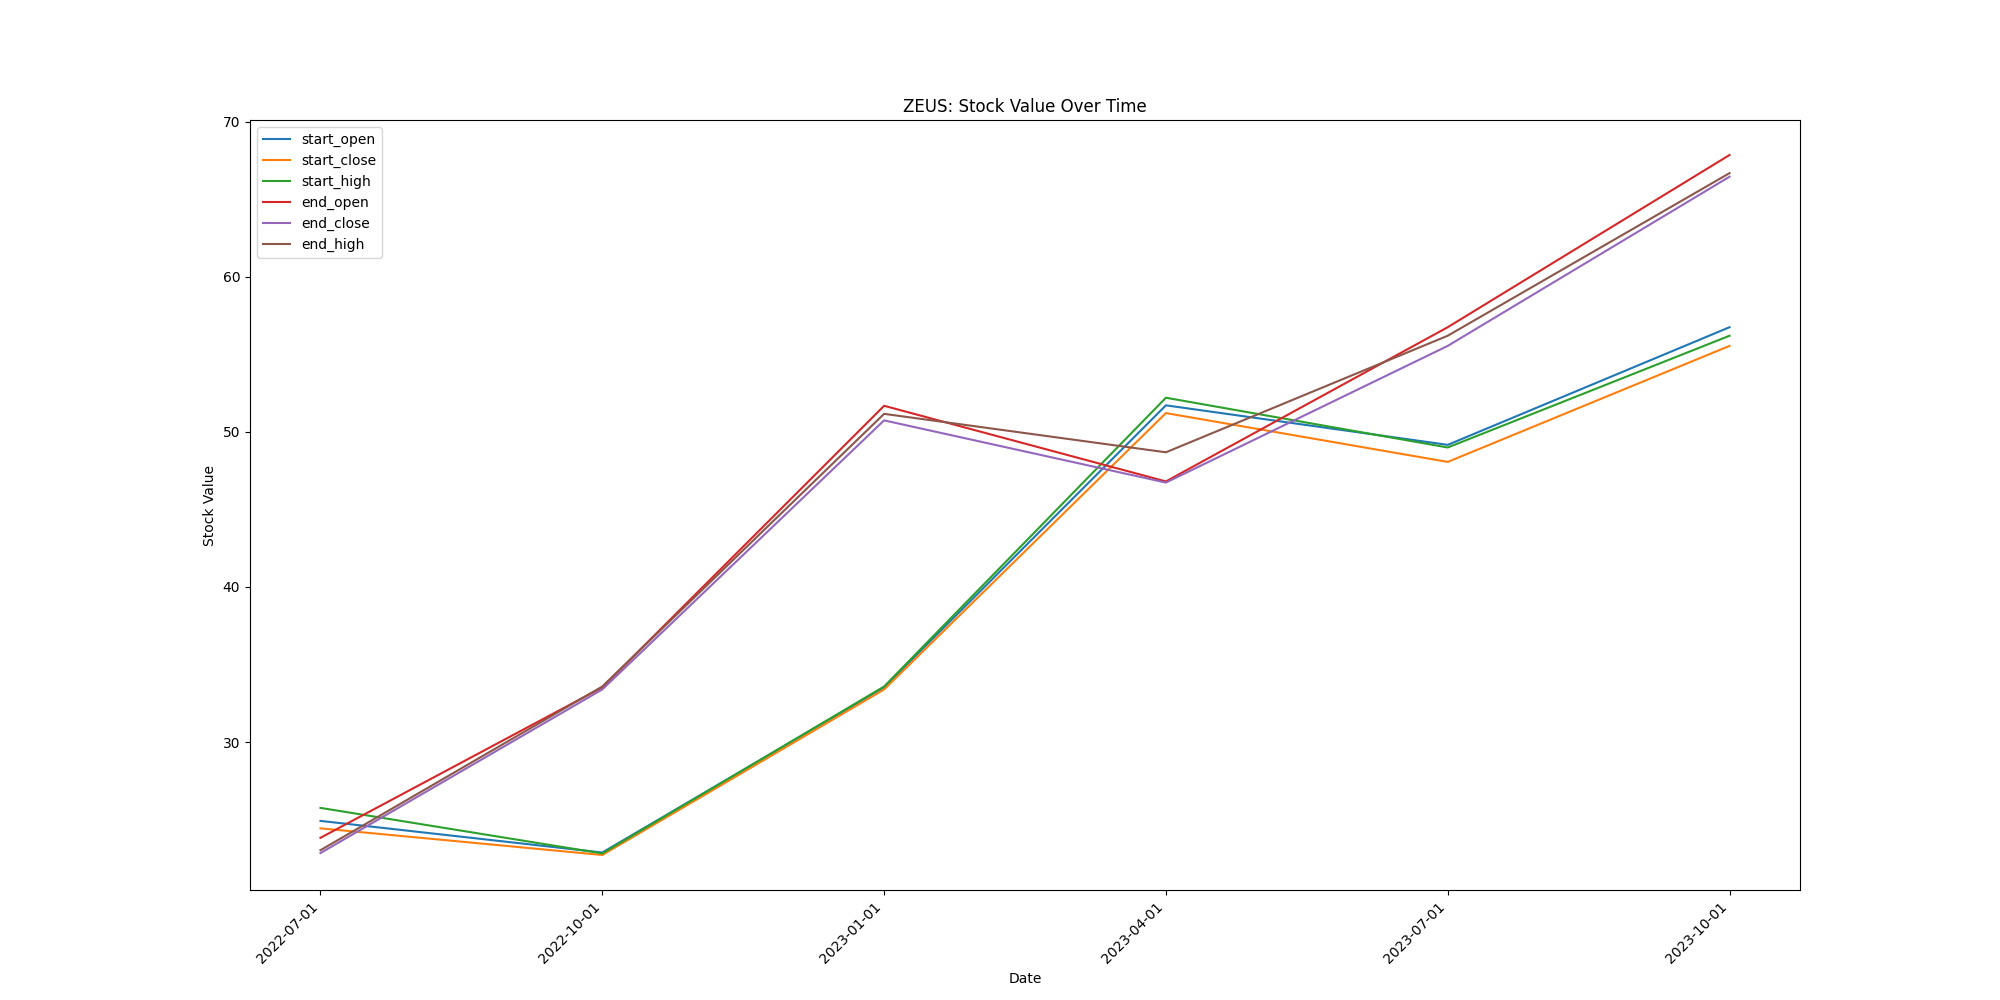 ZEUS: Stock Value Over Time
70
60
50
40
30
Stock Value
start_open
start_close
start_high
end_open
end_close
end_high
2022-07-01
2022-10-01
2023-01-01
2023-04-01
2023-07-01
2023-10-01
Date